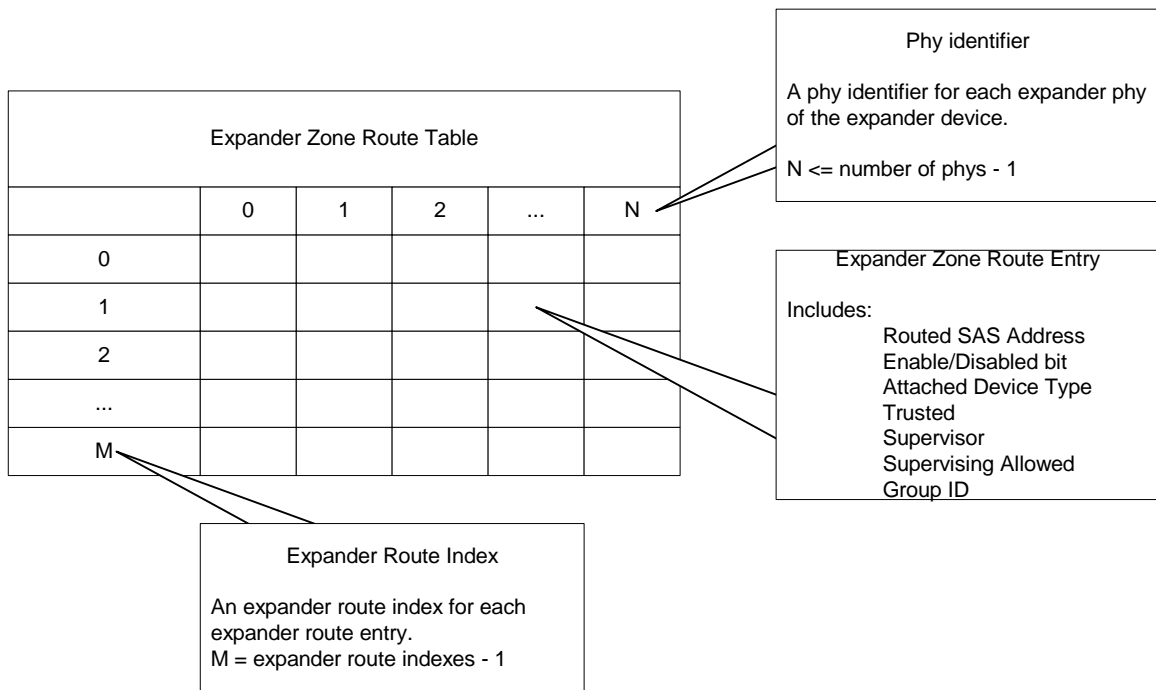 Phy identifier
A phy identifier for each expander phy
of the expander device.
N <= number of phys - 1
Expander Zone Route Table
0 1 2 ... N
0
1
2
...
M
Expander Zone Route Entry
Includes:
Routed SAS Address
Enable/Disabled bit
Attached Device Type
Trusted
Supervisor
Supervising Allowed
Group ID
Expander Route Index
An expander route index for each
expander route entry.
M = expander route indexes - 1